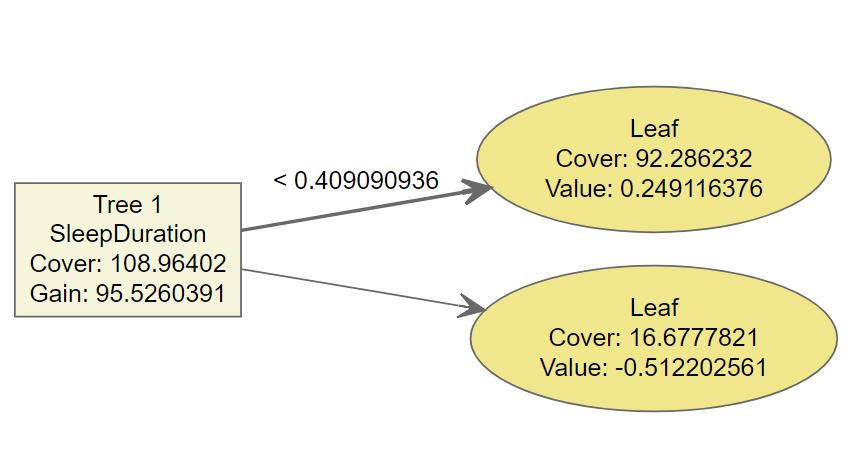 Tree 1
SleepDuration
Cover: 108.96402
Gain: 95.5260391
< 0.409090936
Leaf
Cover: 92.286232
Value: 0.249116376
Leaf
Cover: 16.6777821
Value: -0.512202561